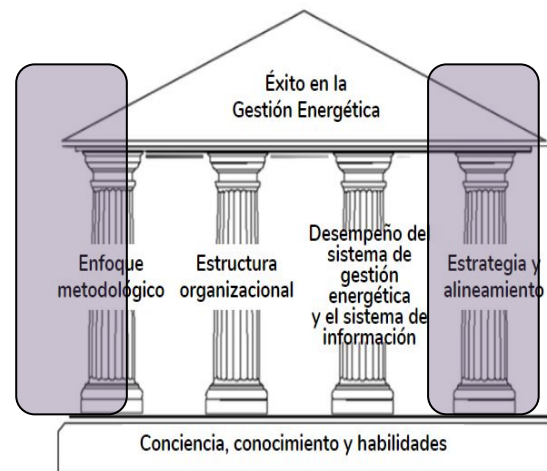 Éxito en la
Gestión Energética
Enfoque
metodológico
Estructura
organizacional
Desempeño del
sistema de
gestión
energética
y el sistema de
información
Estrategia y
alineamiento
Conciencia, conocimiento y habilidades